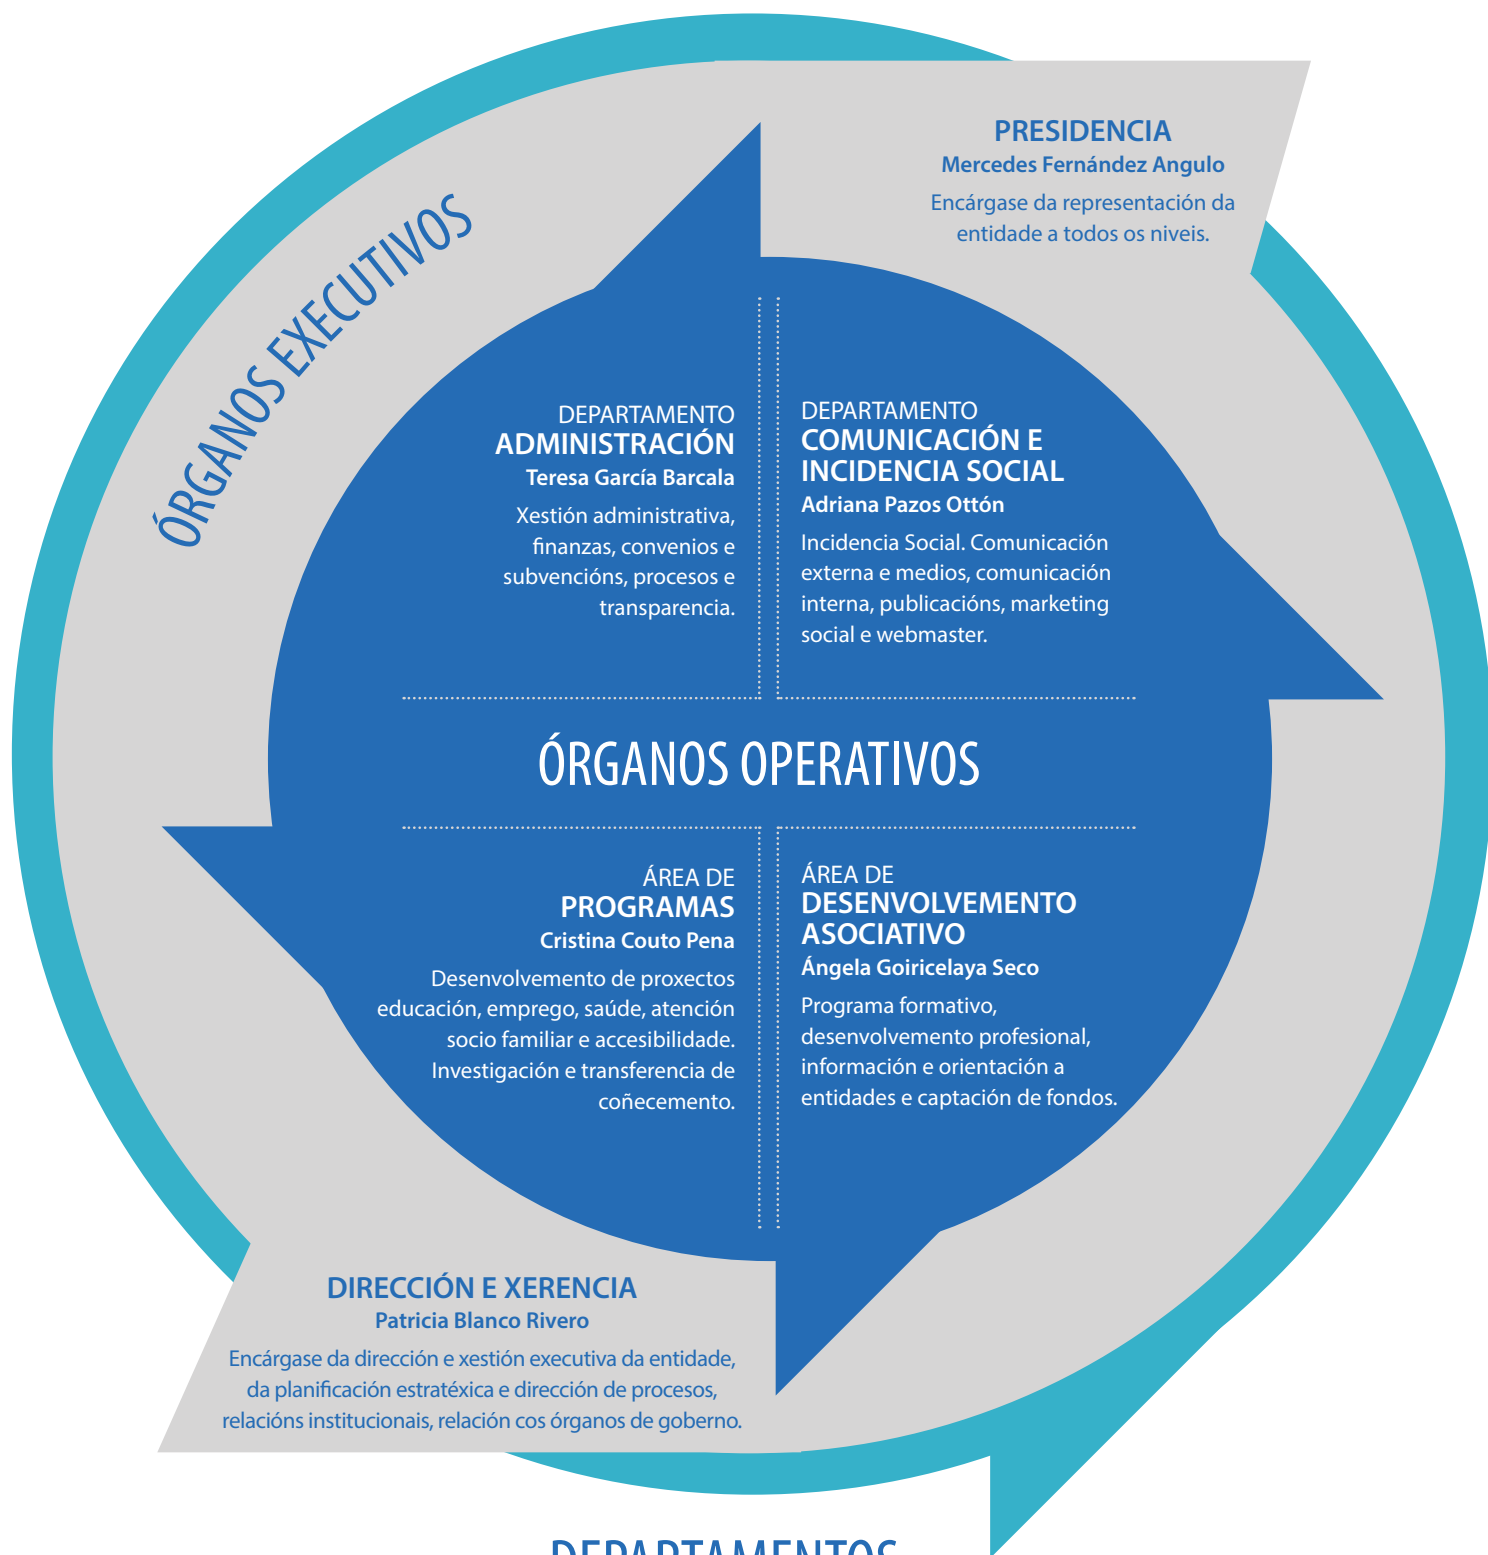 PRESIDENCIA
Mercedes Fernández Angulo
Encárgase da representación da
entidade a todos os niveis.
ÓRGANOS EXECUTIVOS
DEPARTAMENTO
ADMINISTRACIÓN
Teresa García Barcala
Xestión administrativa,
finanzas, convenios e
subvencións, procesos e
transparencia.
DEPARTAMENTO
COMUNICACIÓN E
INCIDENCIA SOCIAL
Adriana Pazos Ottón
Incidencia Social. Comunicación
externa e medios, comunicación
interna, publicacións, marketing
social e webmaster.
ÓRGANOS OPERATIVOS
ÁREA DE
PROGRAMAS
Cristina Couto Pena
Desenvolvemento de proxectos
educación, emprego, saúde, atención
socio familiar e accesibilidade.
Investigación e transferencia de
coñecemento.
ÁREA DE
DESENVOLVEMENTO
ASOCIATIVO
Ángela Goiricelaya Seco
Programa formativo,
desenvolvemento profesional,
información e orientación a
entidades e captación de fondos.
DIRECCIÓN E XERENCIA
Patricia Blanco Rivero
Encárgase da dirección e xestión executiva da entidade,
da planificación estratéxica e dirección de procesos,
relacións institucionais, relación cos órganos de goberno.
DEPARTAMENTOS